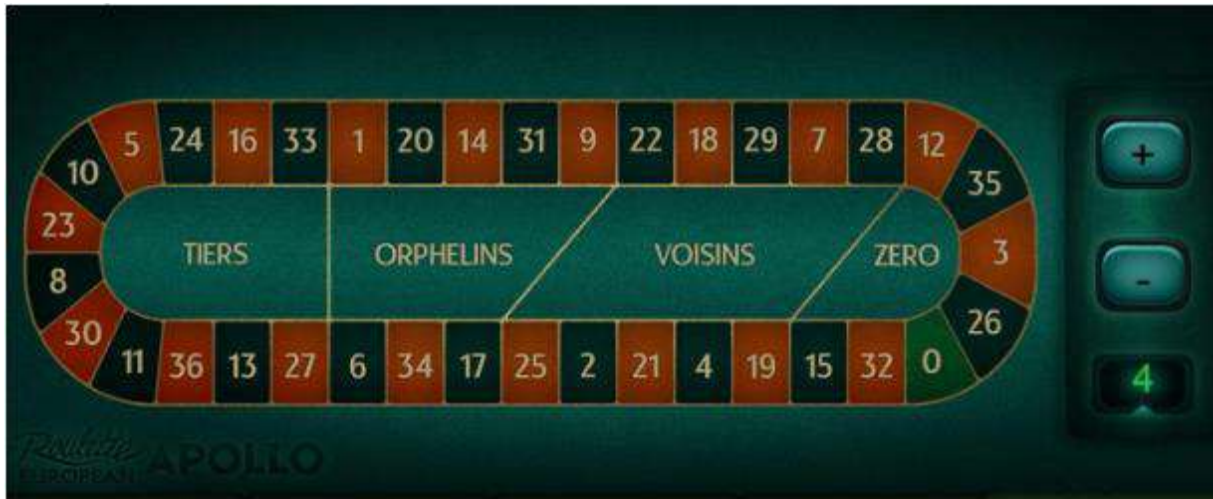 5 24 16 33 1 20 14 31 9 22 18 29 7 28 12
10 35
23 TIERS ORPHELINS VOISINS ZERO 3
8 26
30 11 36 13 27 6 34 17 25 2 21 4 19 15 32 0
+
-
4
Roulette
EUROPEAN APOLLO